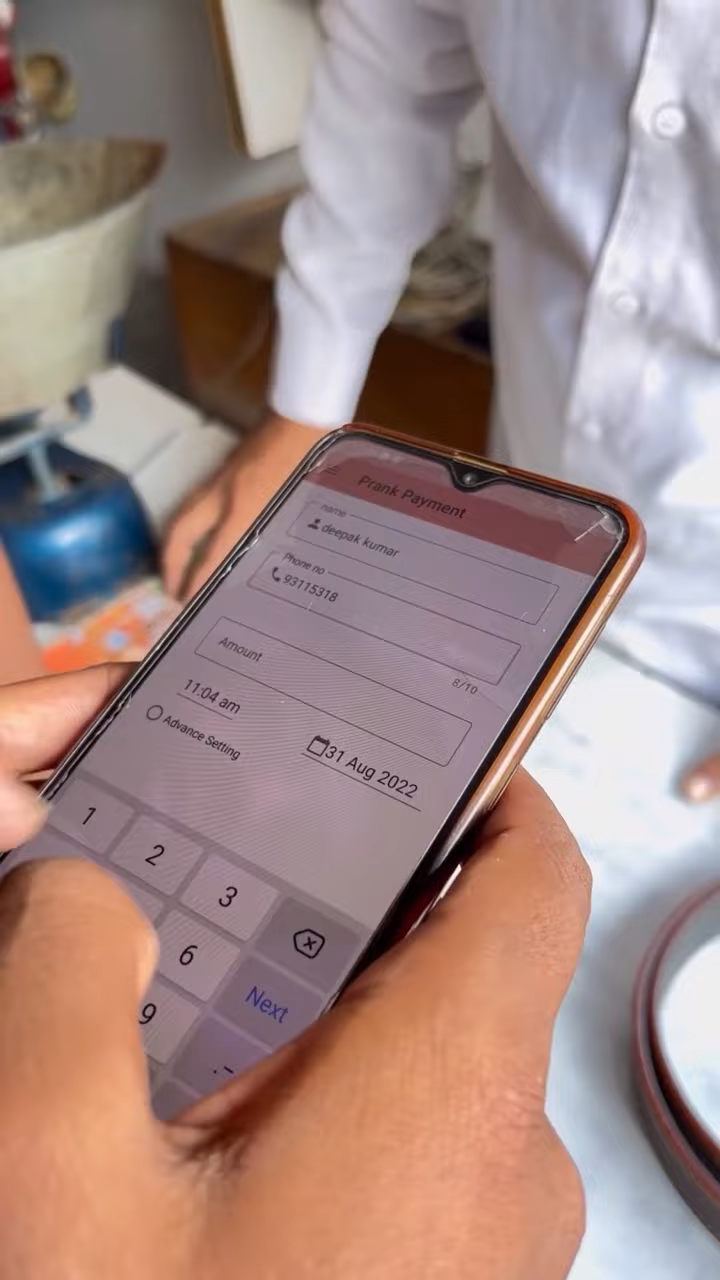 Prank Payment
name
deepak kumar
Phone no
93115318
8/10
Amount
11:04 am
31 Aug 2022
Advance Setting
1
2
3
6
Next
9
.-